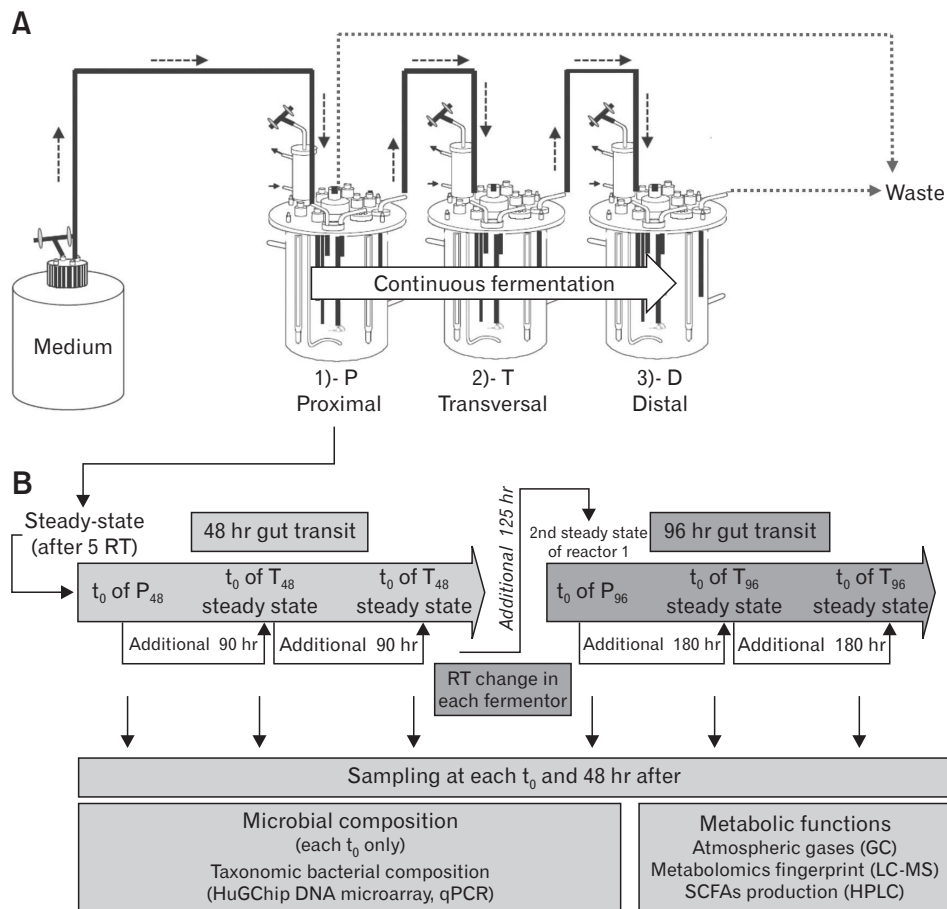 A
Waste
Continuous fermentation
Medium
1)- P
Proximal
2)- T
Transversal
3)- D
Distal
B
Steady-state
(after 5 RT)
48 hr gut transit
t₀ of P₄₈
t₀ of T₄₈
steady state
t₀ of T₄₈
steady state
Additional 90 hr
Additional 90 hr
Additional 125 hr
RT change in
each fermentor
2nd steady state
of reactor 1
96 hr gut transit
t₀ of P₉₆
t₀ of T₉₆
steady state
t₀ of T₉₆
steady state
Additional 180 hr
Additional 180 hr
Sampling at each t₀ and 48 hr after
Microbial composition
(each t₀ only)
Taxonomic bacterial composition
(HuGChip DNA microarray, qPCR)
Metabolic functions
Atmospheric gases (GC)
Metabolomics fingerprint (LC-MS)
SCFAs production (HPLC)